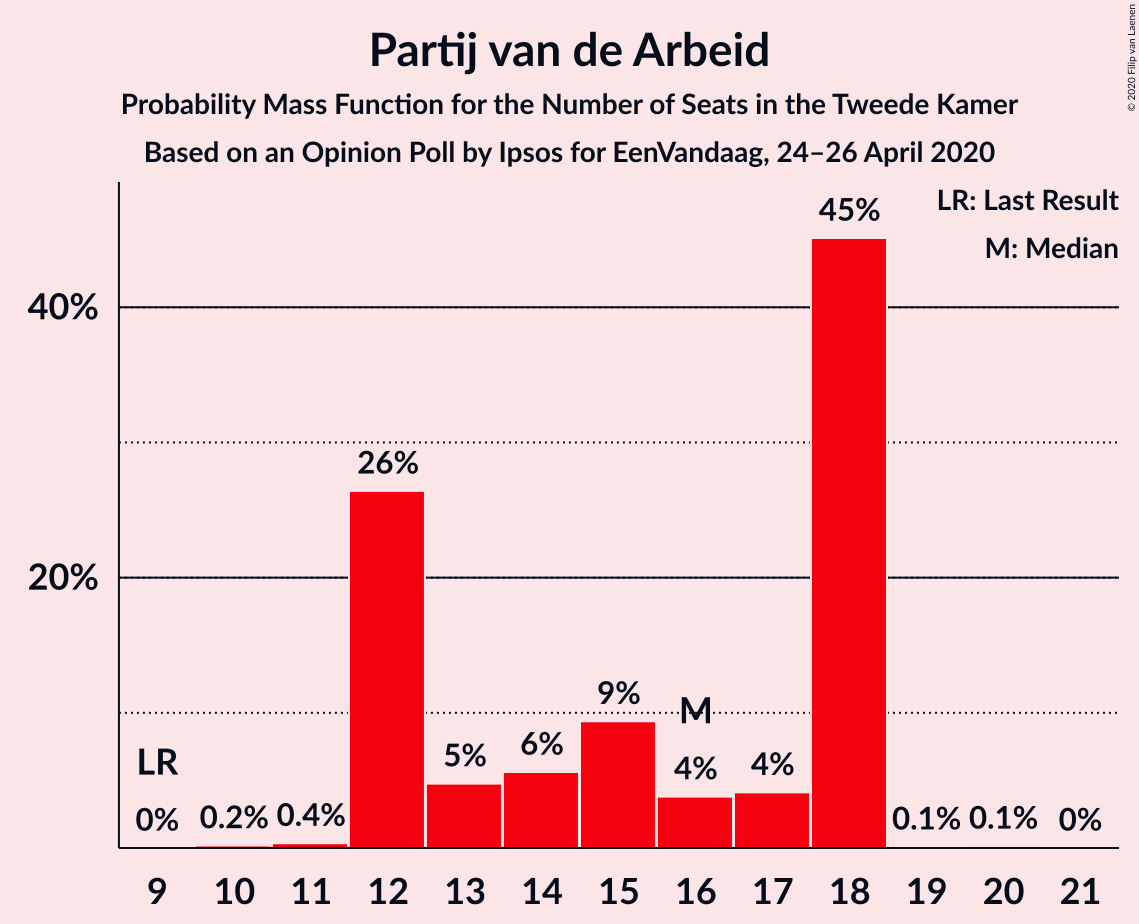 Partij van de Arbeid
Probability Mass Function for the Number of Seats in the Tweede Kamer
Based on an Opinion Poll by Ipsos for EenVandaag, 24–26 April 2020
© 2020 Filip van Laenen
LR: Last Result
M: Median
45%
40%
26%
20%
9%
M
LR
5%
6%
4%
4%
0%
0.2%
0.4%
0.1%
0.1%
0%
9 10 11 12 13 14 15 16 17 18 19 20 21